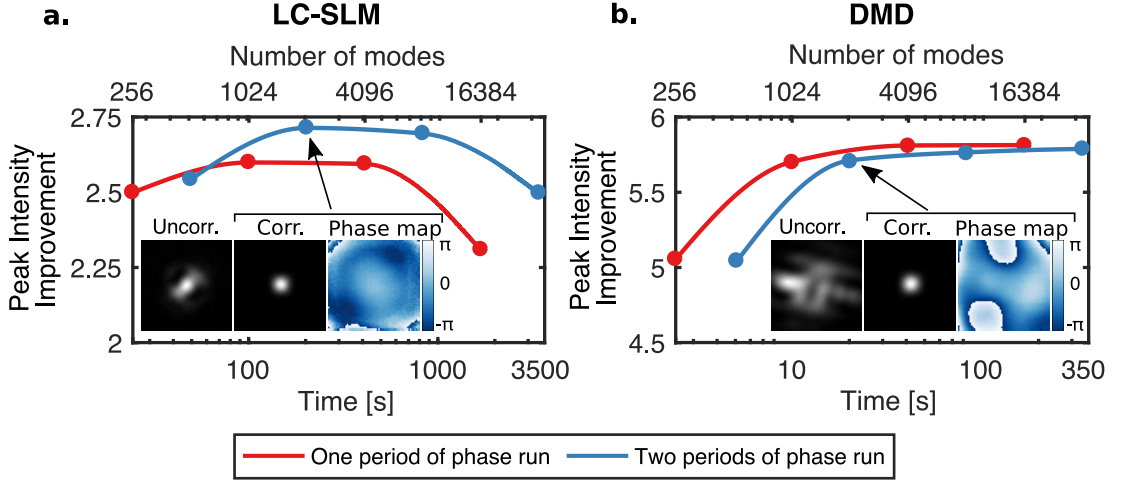 a.
LC-SLM
Number of modes
256 1024 4096 16384
2.75
2.5
2.25
2
Peak Intensity
Improvement
Uncorr. Corr. Phase map
π
0
-π
100 1000 3500
Time [s]
b.
DMD
Number of modes
256 1024 4096 16384
6
5.5
5
4.5
Peak Intensity
Improvement
Uncorr. Corr. Phase map
π
0
-π
10 100 350
Time [s]
One period of phase run Two periods of phase run